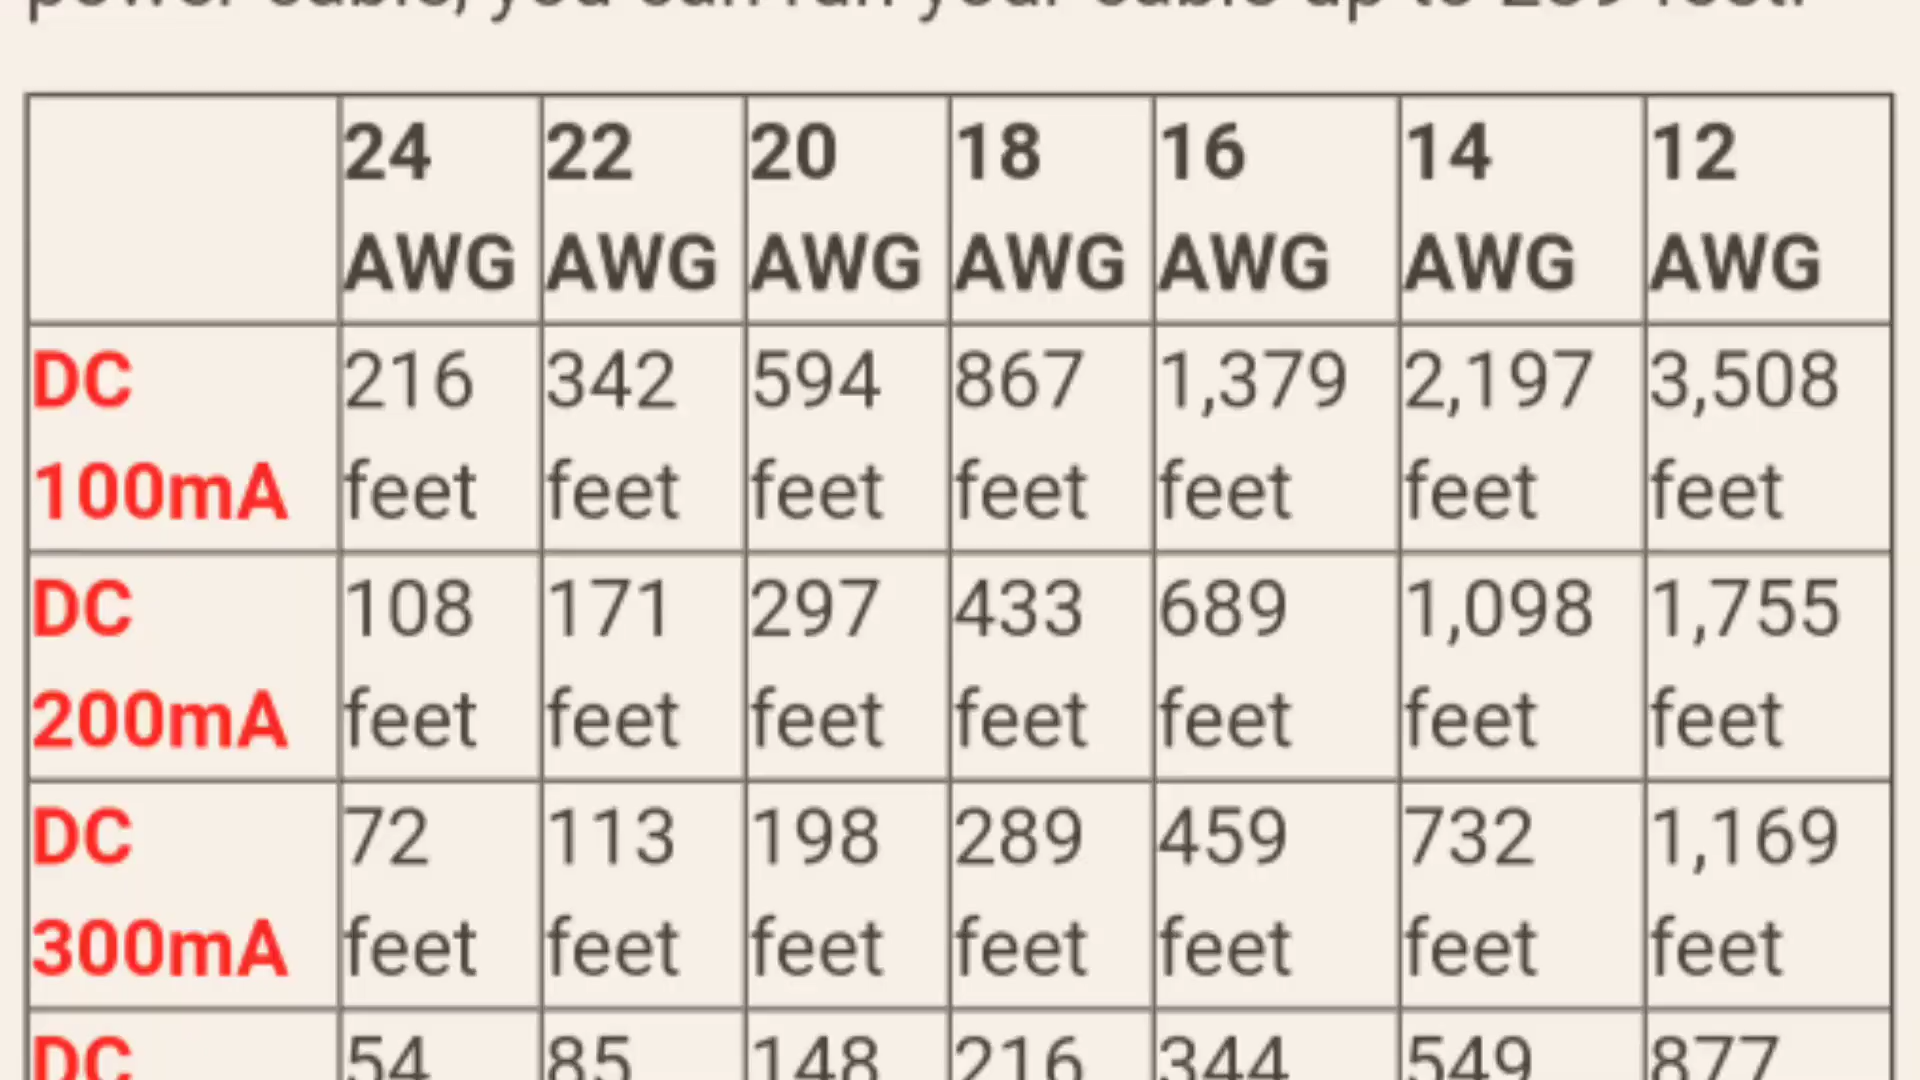 power cable, you can run your cable up to 289 feet.
24 22 20 18 16 14 12
AWG AWG AWG AWG AWG AWG AWG
DC 216 342 594 867 1,379 2,197 3,508
100mA feet feet feet feet feet feet feet
DC 108 171 297 433 689 1,098 1,755
200mA feet feet feet feet feet feet feet
DC 72 113 198 289 459 732 1,169
300mA feet feet feet feet feet feet feet
DC 54 85 148 216 344 549 877